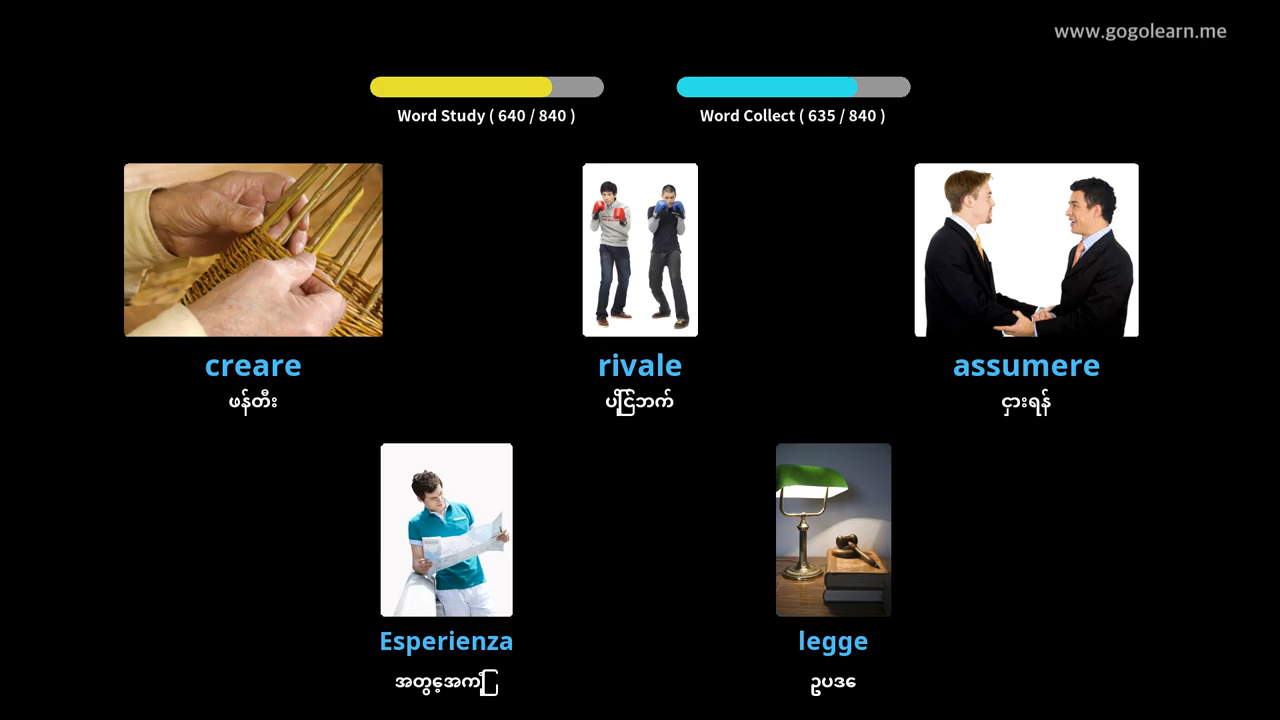 www.gogolearn.me
Word Study ( 640 / 840 )
Word Collect ( 635 / 840 )
creare
ဖန်တီး
rivale
ပြိုင်ဘက်
assumere
ငှားရန်
Esperienza
အတွေ့အကြုံ
legge
ဥပဒေ